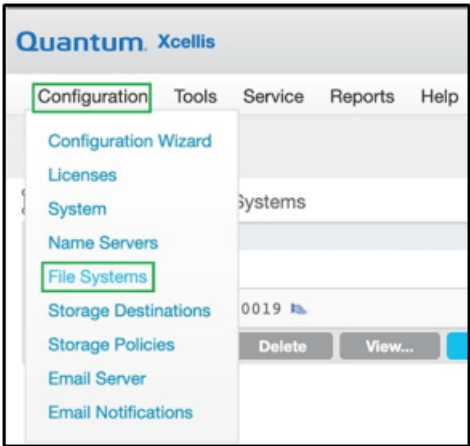 Quantum. Xcellis
Configuration Tools Service Reports Help
Configuration Wizard
Licenses
System
Systems
Name Servers
File Systems
Storage Destinations
0019
Storage Policies
Delete View...
Email Server
Email Notifications